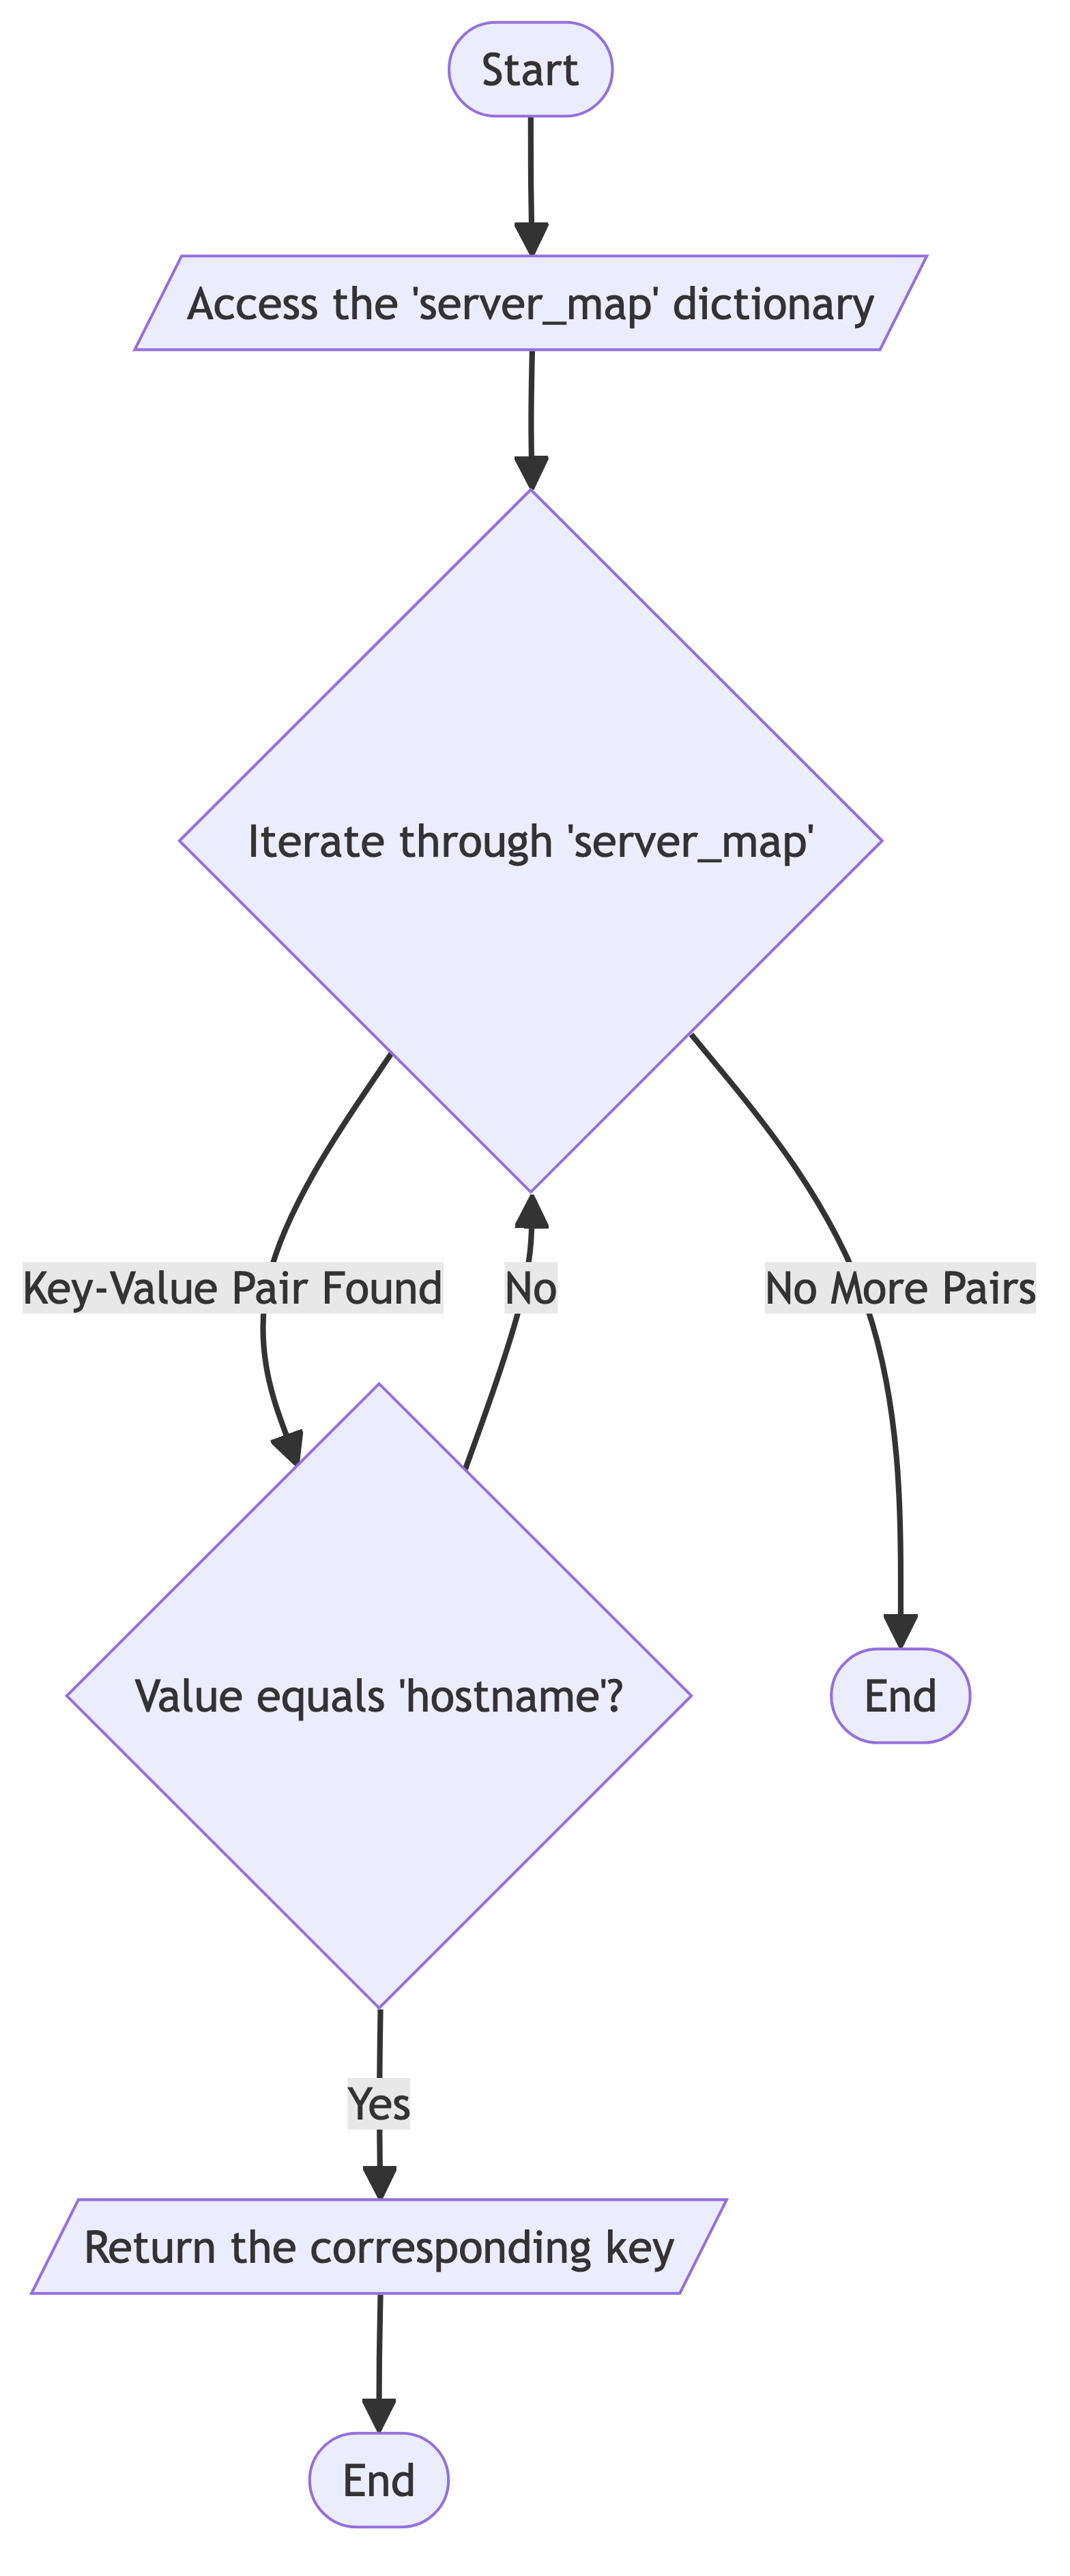 Start
Access the 'server_map' dictionary
Iterate through 'server_map'
Key-Value Pair Found
No
No More Pairs
Value equals 'hostname'?
End
Yes
Return the corresponding key
End